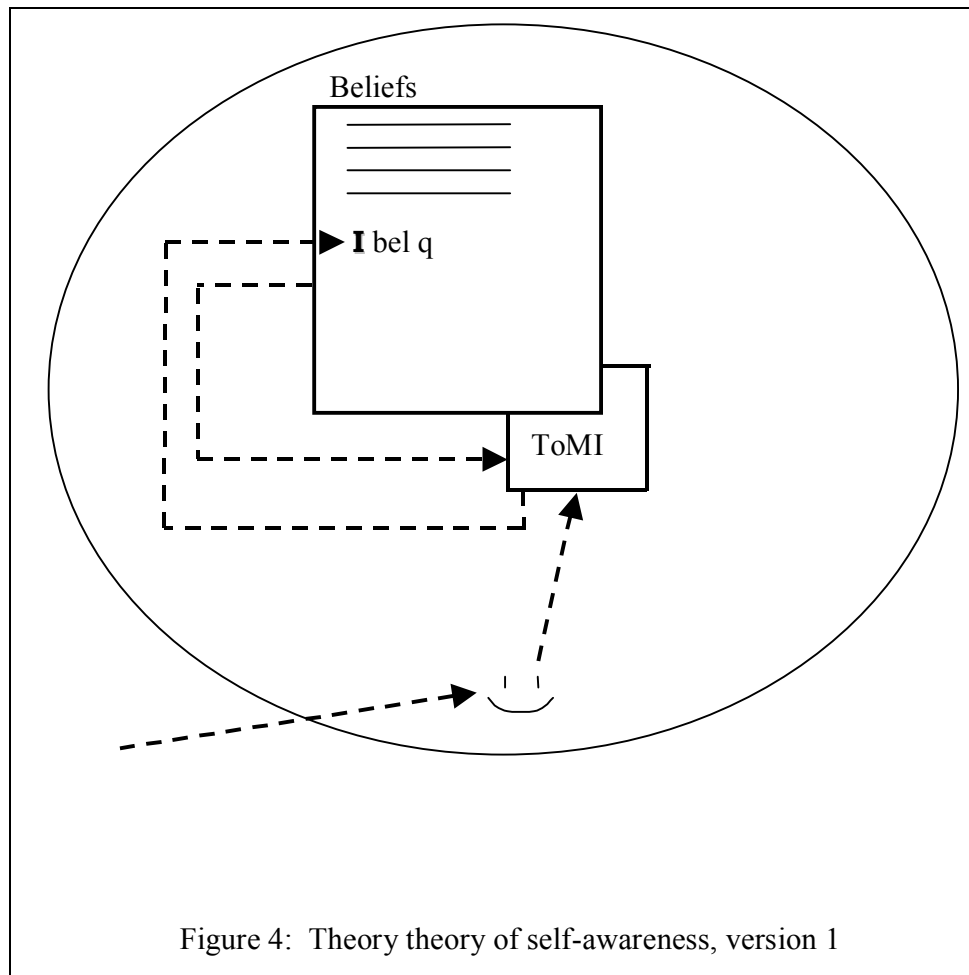 Beliefs
I bel q
ToMI
Figure 4: Theory theory of self-awareness, version 1